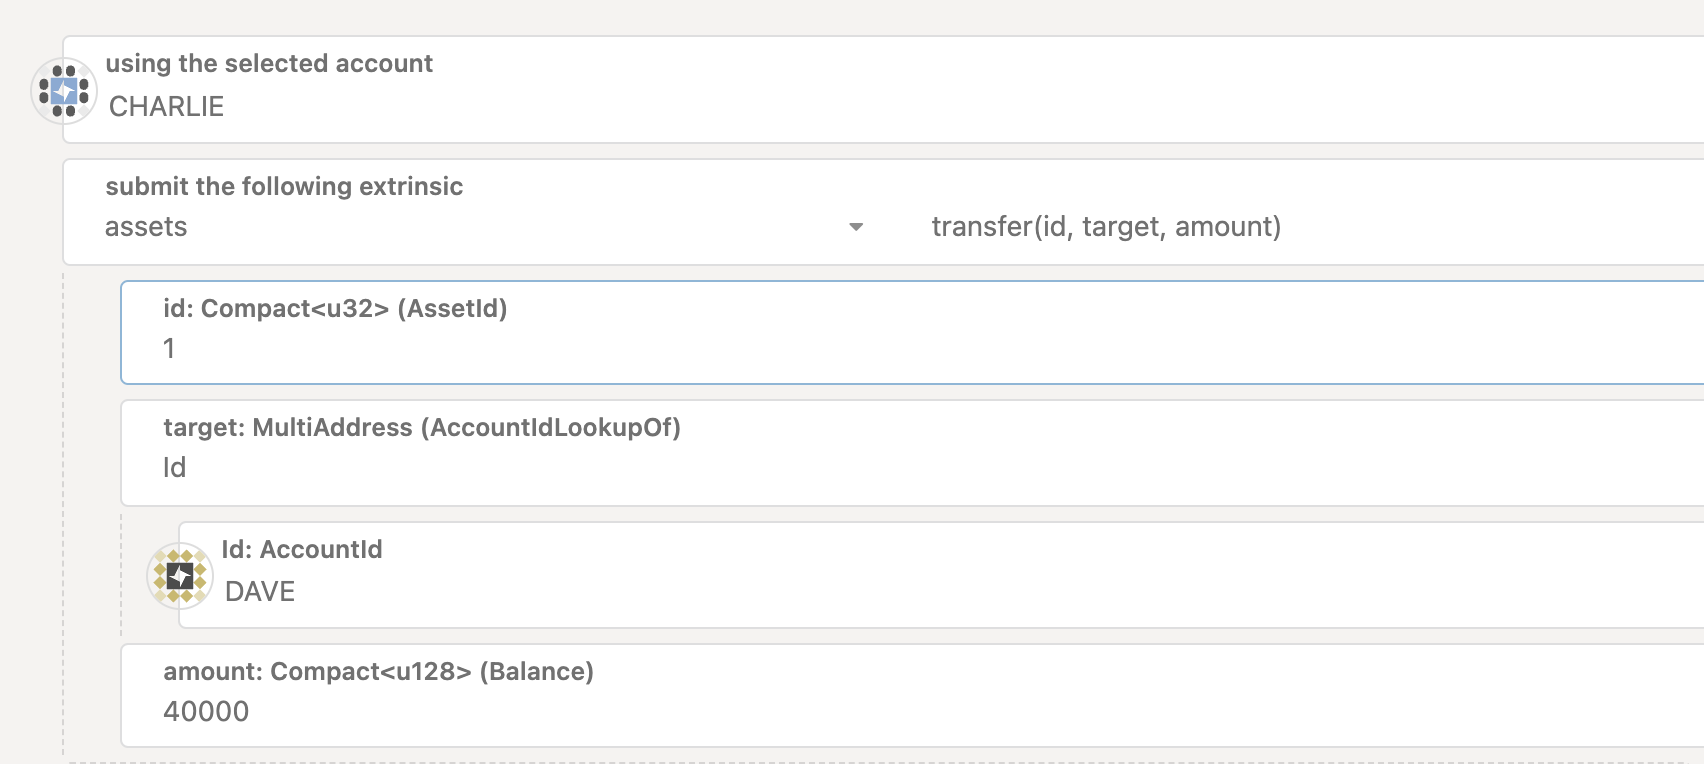 using the selected account
CHARLIE
submit the following extrinsic
assets
transfer(id, target, amount)
id: Compact<u32> (AssetId)
1
target: MultiAddress (AccountIdLookupOf)
Id
Id: AccountId
DAVE
amount: Compact<u128> (Balance)
40000